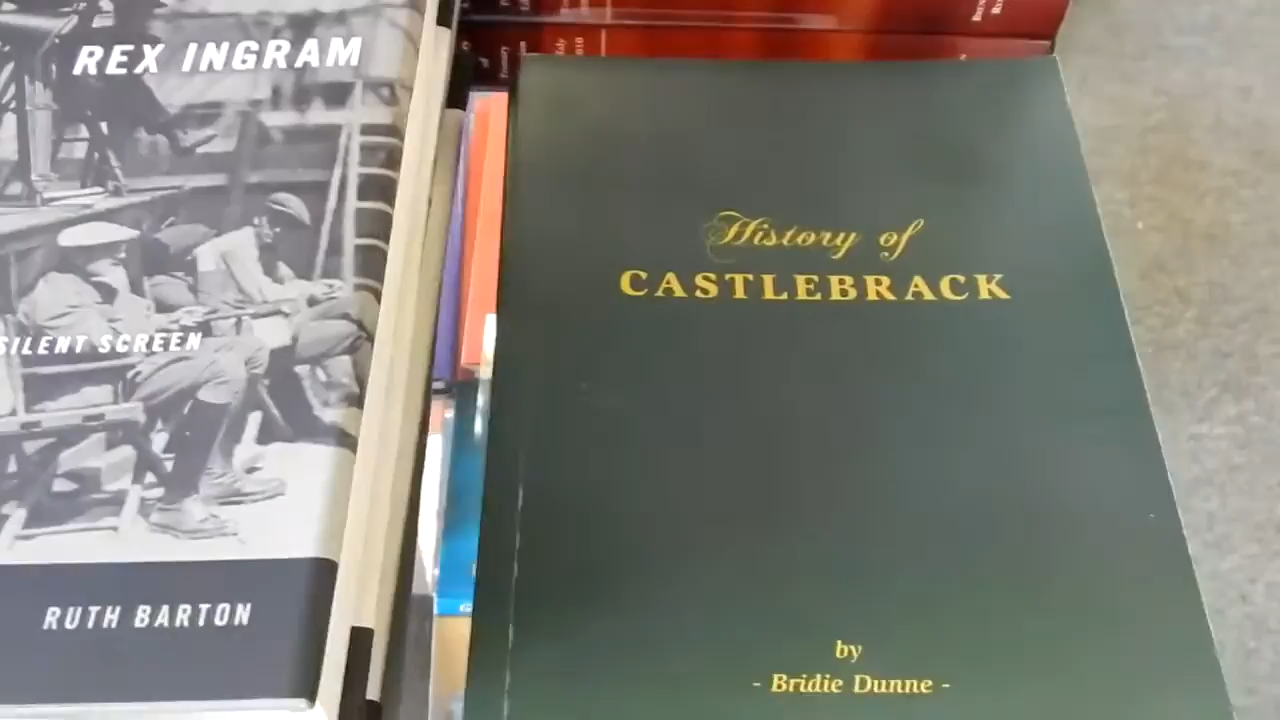 REX INGRAM
SILENT SCREEN
RUTH BARTON
History of
CASTLEBRACK
by
- Bridie Dunne -